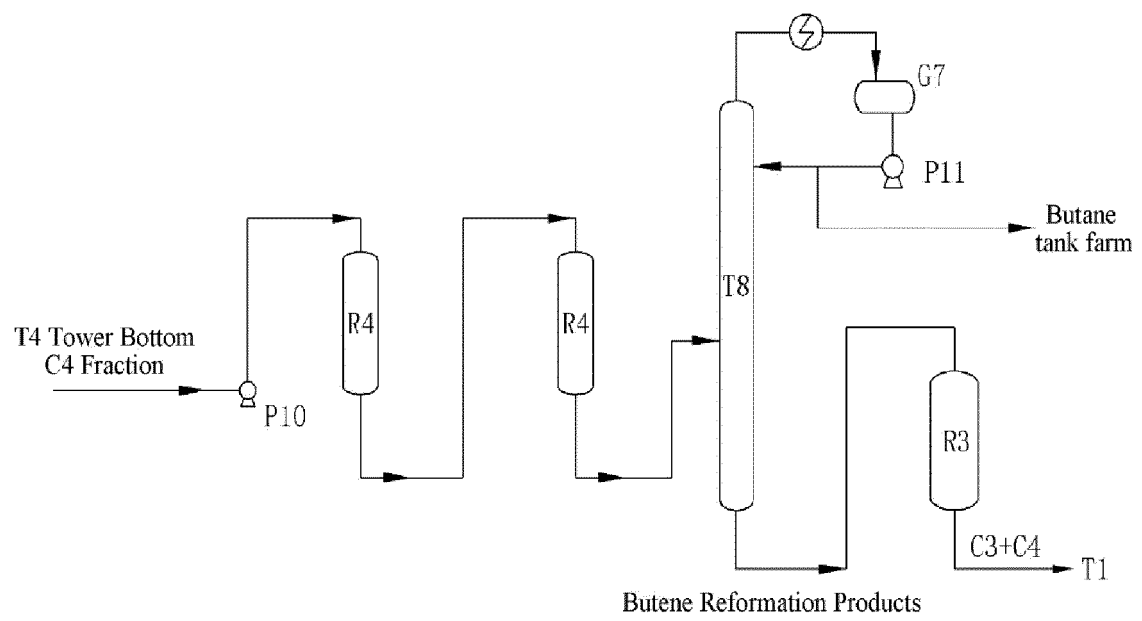 G7
P11
Butane
tank farm
T8
R4
R4
T4 Tower Bottom
C4 Fraction
P10
R3
C3+C4
T1
Butene Reformation Products